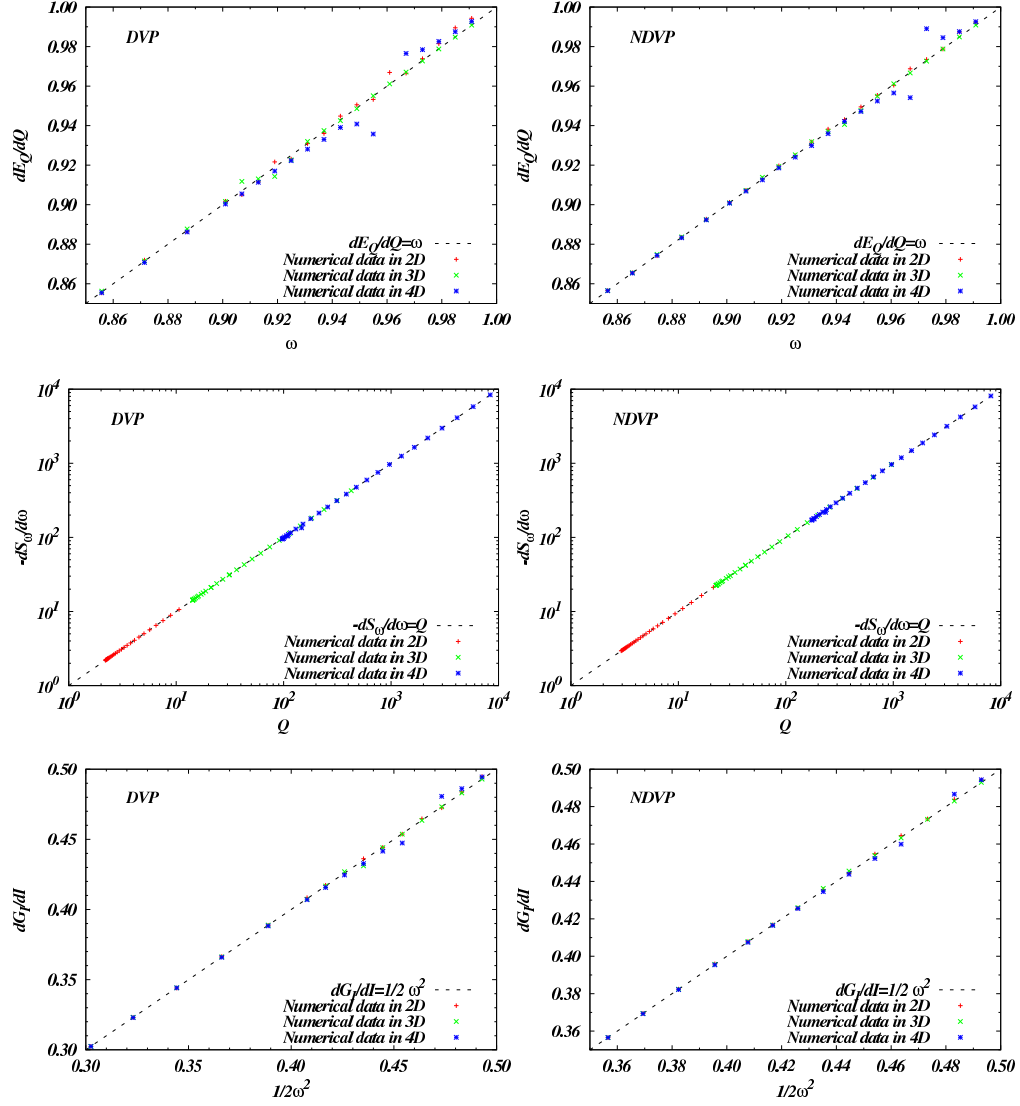 DVP
dE_Q/dQ
1.00
0.98
0.96
0.94
0.92
0.90
0.88
0.86
dE_Q/dQ=ω
Numerical data in 2D
Numerical data in 3D
Numerical data in 4D
0.86 0.88 0.90 0.92 0.94 0.96 0.98 1.00
ω
NDVP
dE_Q/dQ
1.00
0.98
0.96
0.94
0.92
0.90
0.88
0.86
dE_Q/dQ=ω
Numerical data in 2D
Numerical data in 3D
Numerical data in 4D
0.86 0.88 0.90 0.92 0.94 0.96 0.98 1.00
ω
DVP
-dS_ω/dω
10^4
10^3
10^2
10^1
10^0
-dS_ω/dω=Q
Numerical data in 2D
Numerical data in 3D
Numerical data in 4D
10^0 10^1 10^2 10^3 10^4
Q
NDVP
-dS_ω/dω
10^4
10^3
10^2
10^1
10^0
-dS_ω/dω=Q
Numerical data in 2D
Numerical data in 3D
Numerical data in 4D
10^0 10^1 10^2 10^3 10^4
Q
DVP
dG_I/dI
0.50
0.45
0.40
0.35
0.30
dG_I/dI=1/2 ω^2
Numerical data in 2D
Numerical data in 3D
Numerical data in 4D
0.30 0.35 0.40 0.45 0.50
1/2ω^2
NDVP
dG_I/dI
0.50
0.48
0.46
0.44
0.42
0.40
0.38
0.36
dG_I/dI=1/2 ω^2
Numerical data in 2D
Numerical data in 3D
Numerical data in 4D
0.36 0.38 0.40 0.42 0.44 0.46 0.48 0.50
1/2ω^2